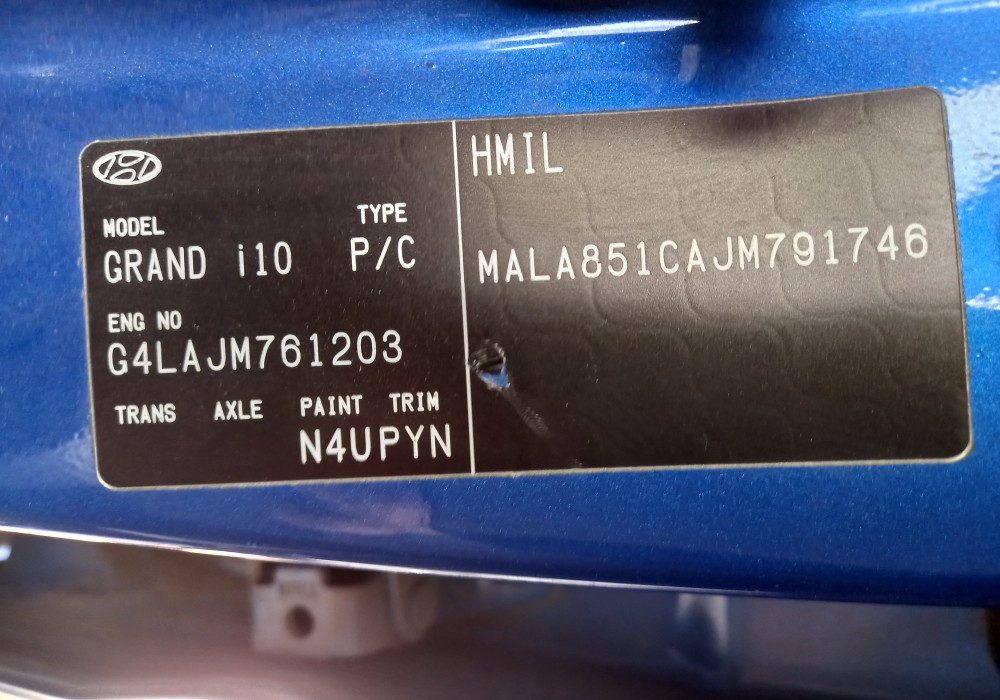 MODEL TYPE
GRAND i10 P/C
ENG NO
G4LAJM761203
TRANS AXLE PAINT TRIM
N4UPYN
HMIL
MALA851CAJM791746